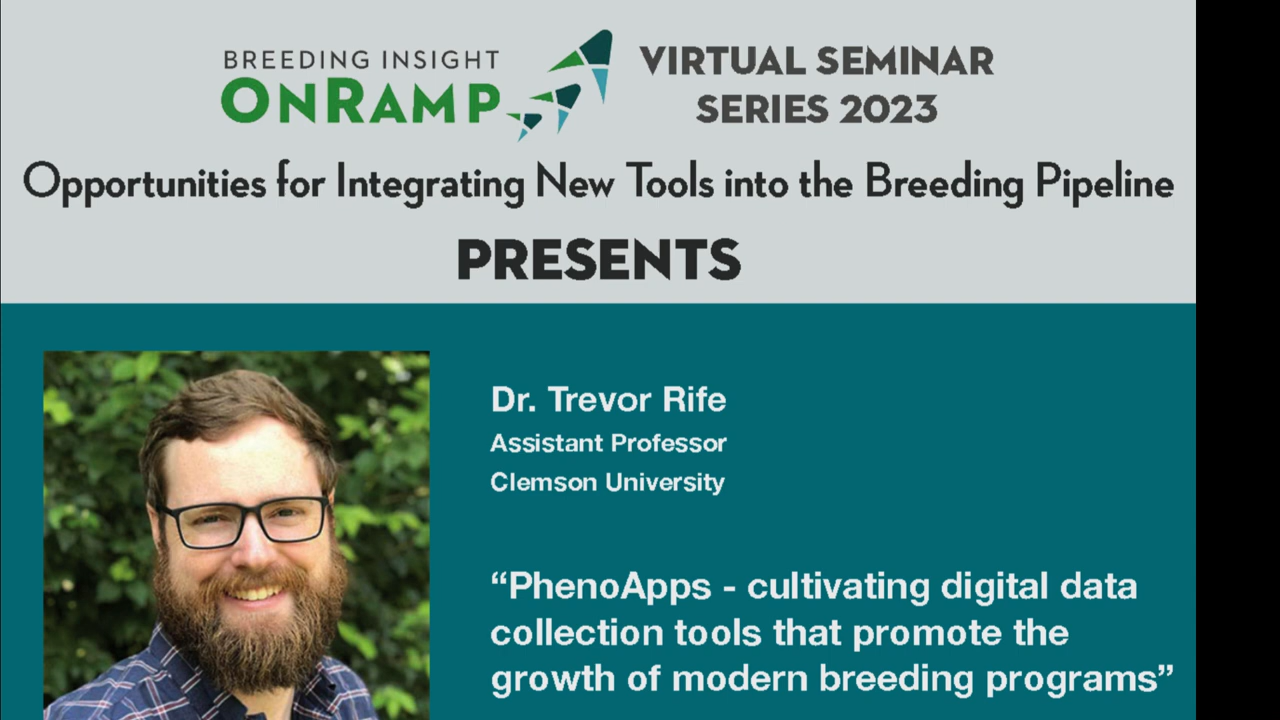 BREEDING INSIGHT
ONRAMP
VIRTUAL SEMINAR
SERIES 2023
Opportunities for Integrating New Tools into the Breeding Pipeline
PRESENTS
Dr. Trevor Rife
Assistant Professor
Clemson University
“PhenoApps - cultivating digital data
collection tools that promote the
growth of modern breeding programs”